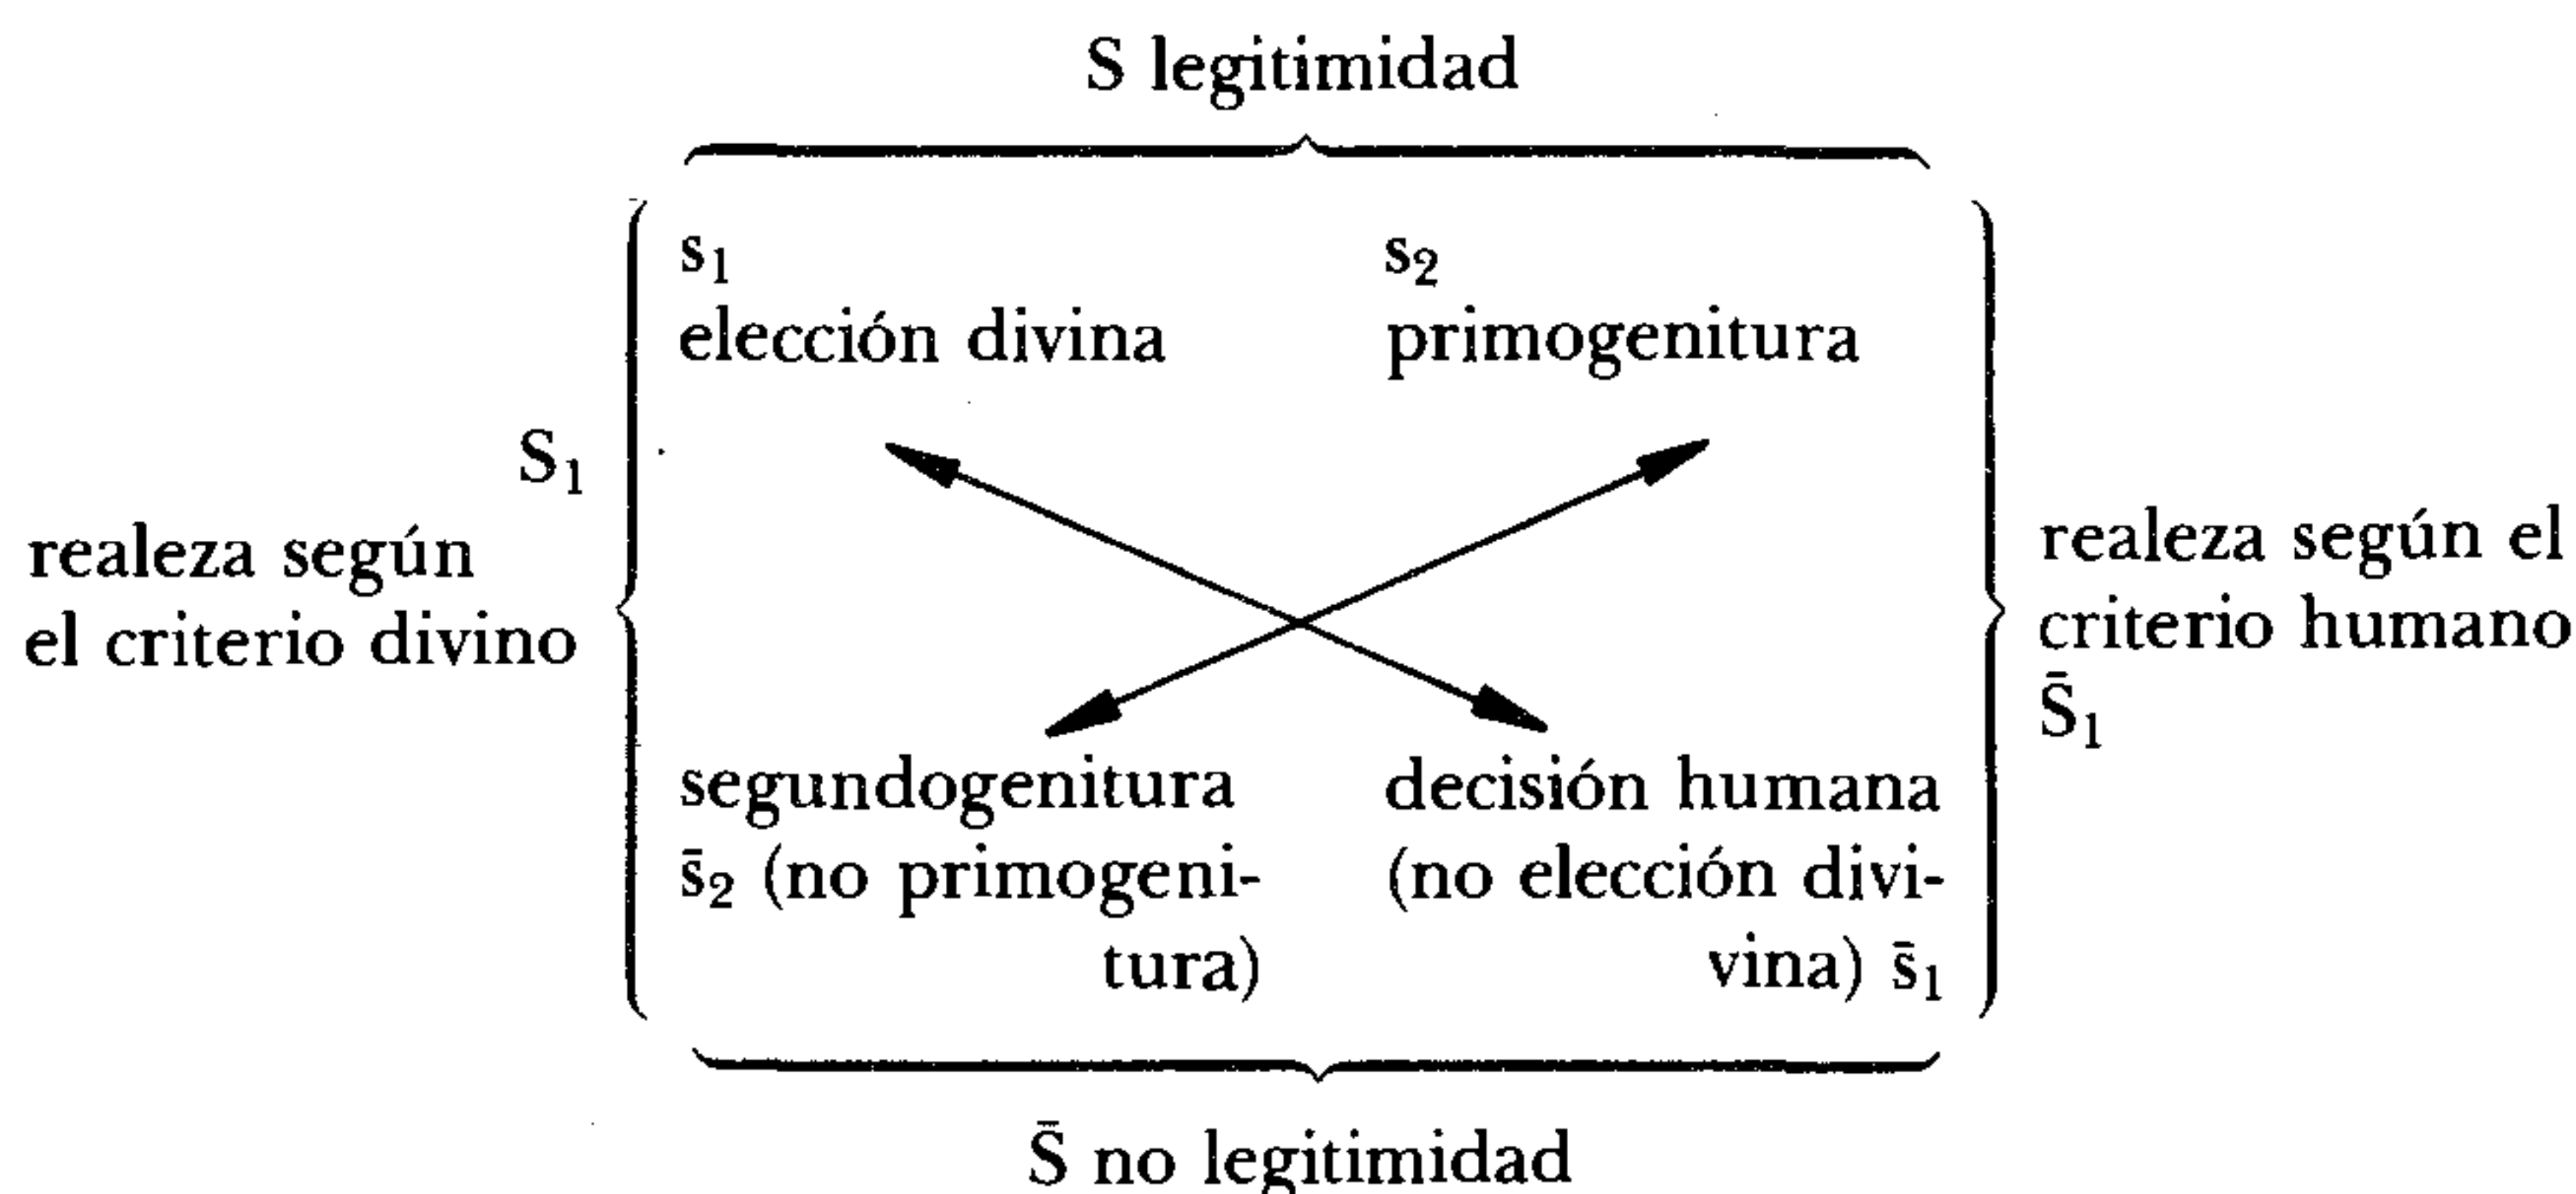 S legitimidad
s₁
elección divina
s₂
primogenitura
S₁
realeza según
el criterio divino
realeza según el
criterio humano
S̄₁
segundogenitura
s̄₂ (no primogeni-
tura)
decisión humana
(no elección divi-
vina) s̄₁
S̄ no legitimidad